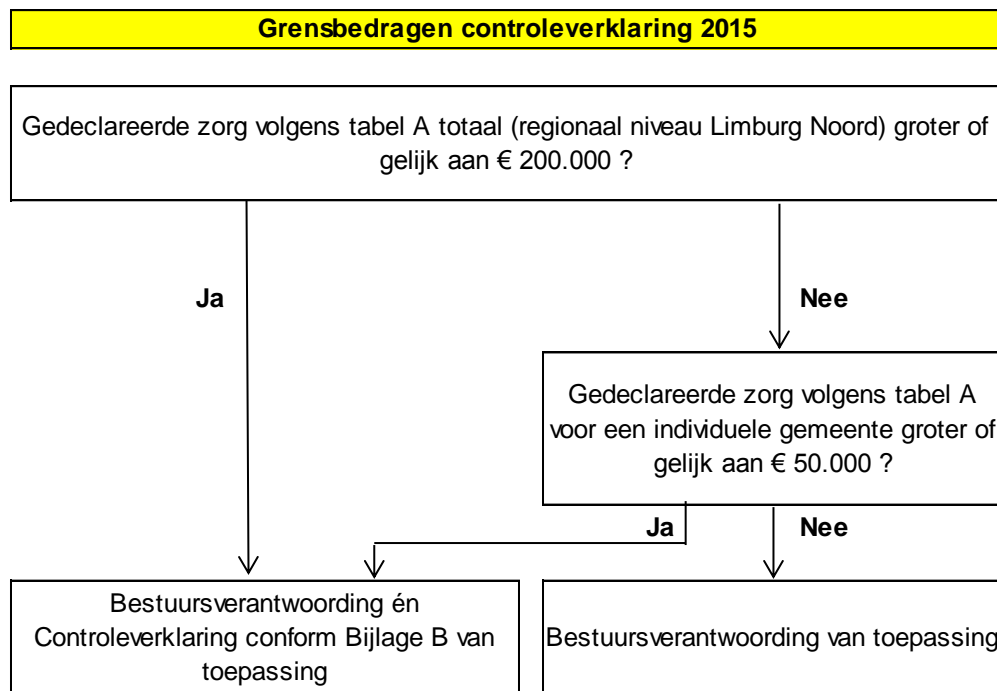 Grensbedragen controleverklaring 2015
Gedeclareerde zorg volgens tabel A totaal (regionaal niveau Limburg Noord) groter of
gelijk aan € 200.000 ?
Ja
Nee
Gedeclareerde zorg volgens tabel A
voor een individuele gemeente groter of
gelijk aan € 50.000 ?
Ja
Nee
Bestuursverantwoording én
Controleverklaring conform Bijlage B van
toepassing
Bestuursverantwoording van toepassing